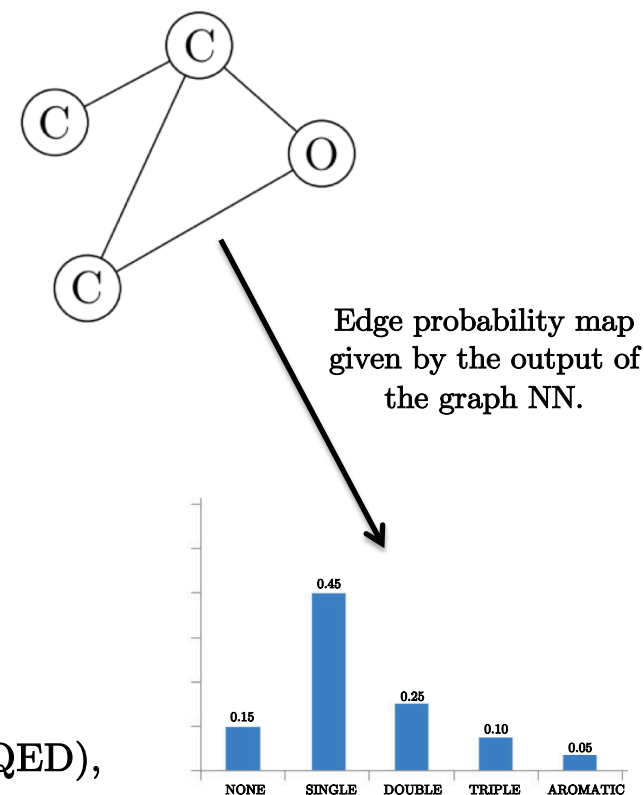 C
C
O
C
Edge probability map
given by the output of
the graph NN.
0.45
0.25
0.15
0.10
0.05
QED),
NONE SINGLE DOUBLE TRIPLE AROMATIC